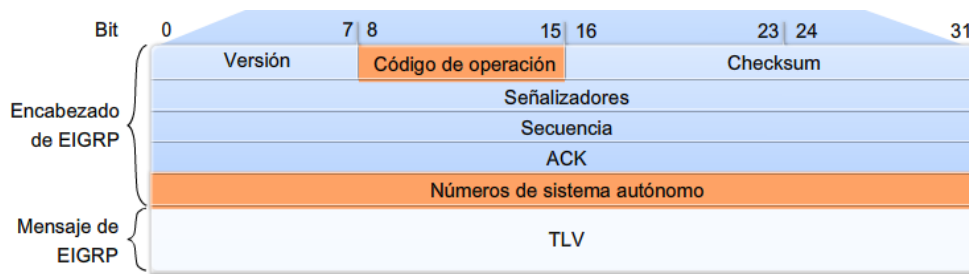 Bit 0 7 8 15 16 23 24 31
Versión Código de operación Checksum
Encabezado de EIGRP
Señalizadores
Secuencia
ACK
Números de sistema autónomo
Mensaje de EIGRP
TLV